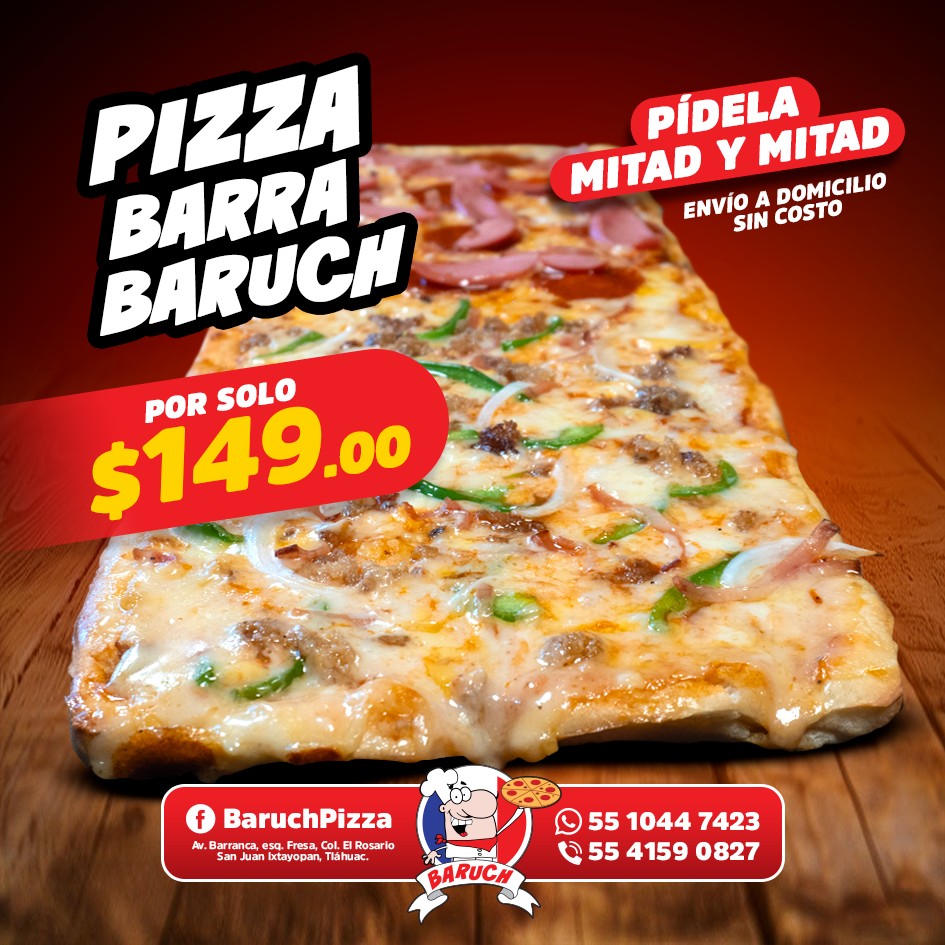 PIZZA
BARRA
BARUCH
PÍDELA
MITAD Y MITAD
ENVÍO A DOMICILIO
SIN COSTO
POR SOLO
$149.00
BaruchPizza
Av. Barranca, esq. Fresa, Col. El Rosario
San Juan Ixtayopan, Tláhuac.
BARUCH
55 1044 7423
55 4159 0827